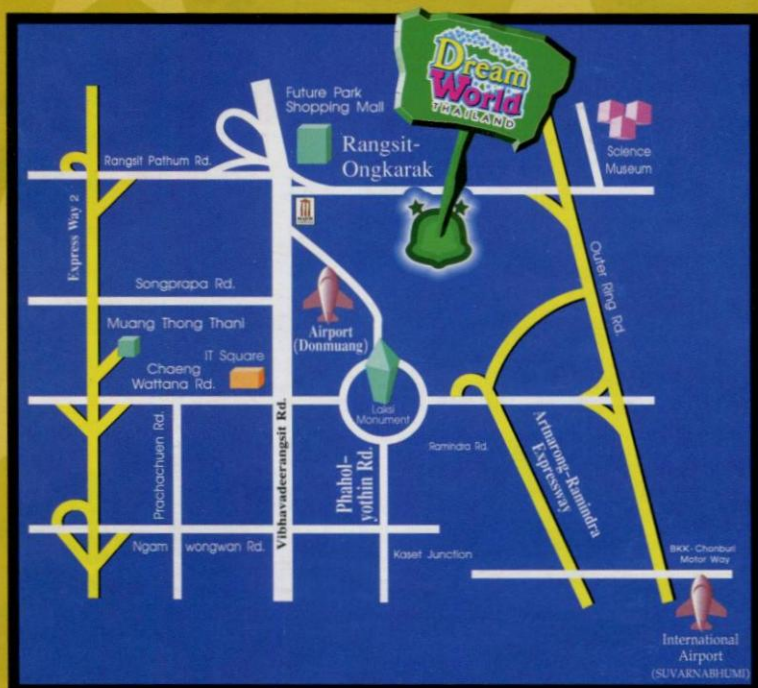 Dream
World
THAILAND
Future Park
Shopping Mall
Rangsit-
Ongkarak
Science
Museum
Rangsit Pathum Rd.
Express Way 2
Songprapa Rd.
Outer Ring Rd.
Muang Thong Thani
Airport
(Donmuang)
IT Square
Chaeng
Wattana Rd.
Laksi
Monument
Prachachuen Rd.
Vibhavadeerangsit Rd.
Phahol-
yothin Rd.
Ramindra Rd.
Artnarong-Ramindra
Expressway
Ngam wongwan Rd.
Kaset Junction
BKK-Chonburi
Motor Way
International
Airport
(SUVARNABHUMI)